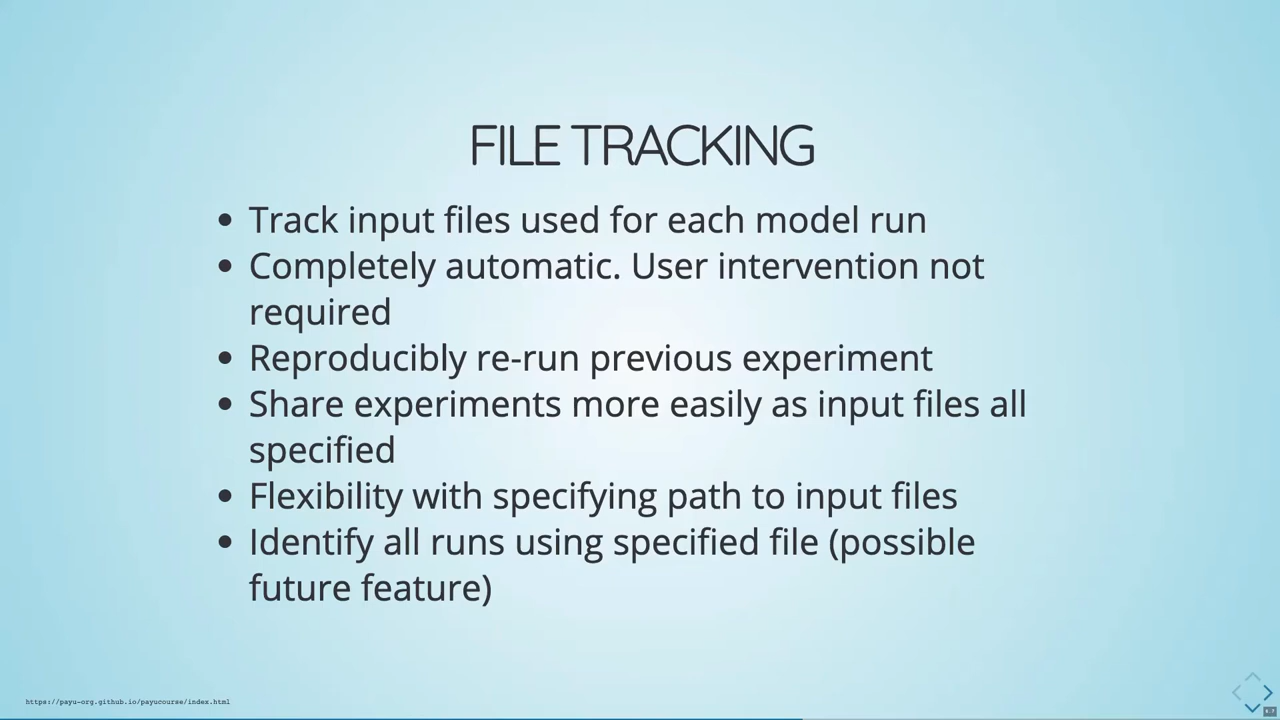 FILE TRACKING
• Track input files used for each model run
• Completely automatic. User intervention not
required
• Reproducibly re-run previous experiment
• Share experiments more easily as input files all
specified
• Flexibility with specifying path to input files
• Identify all runs using specified file (possible
future feature)
https://payu-org.github.io/payucourse/index.html